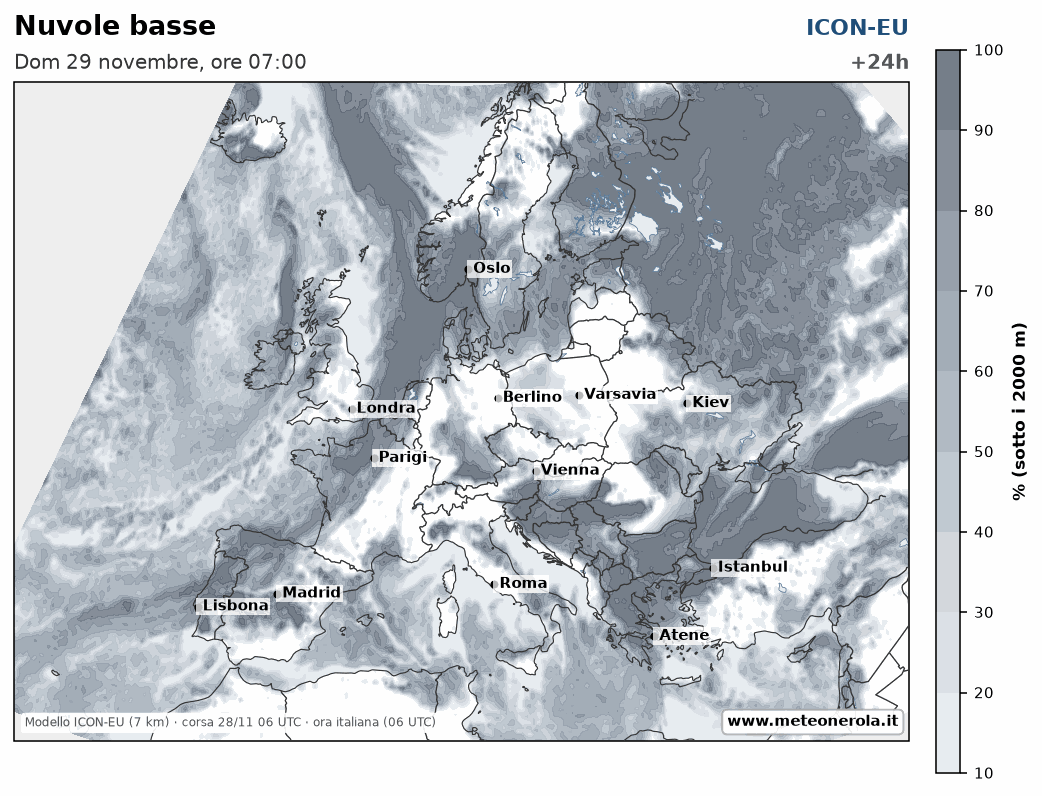 Nuvole basse
ICON-EU
Dom 29 novembre, ore 07:00
+24h
100
90
80
70
60
50
40
30
20
10
% (sotto i 2000 m)
Oslo
Londra
Berlino
Varsavia
Kiev
Parigi
Vienna
Istanbul
Roma
Madrid
Lisbona
Atene
Modello ICON-EU (7 km) · corsa 28/11 06 UTC · ora italiana (06 UTC)
www.meteonerola.it